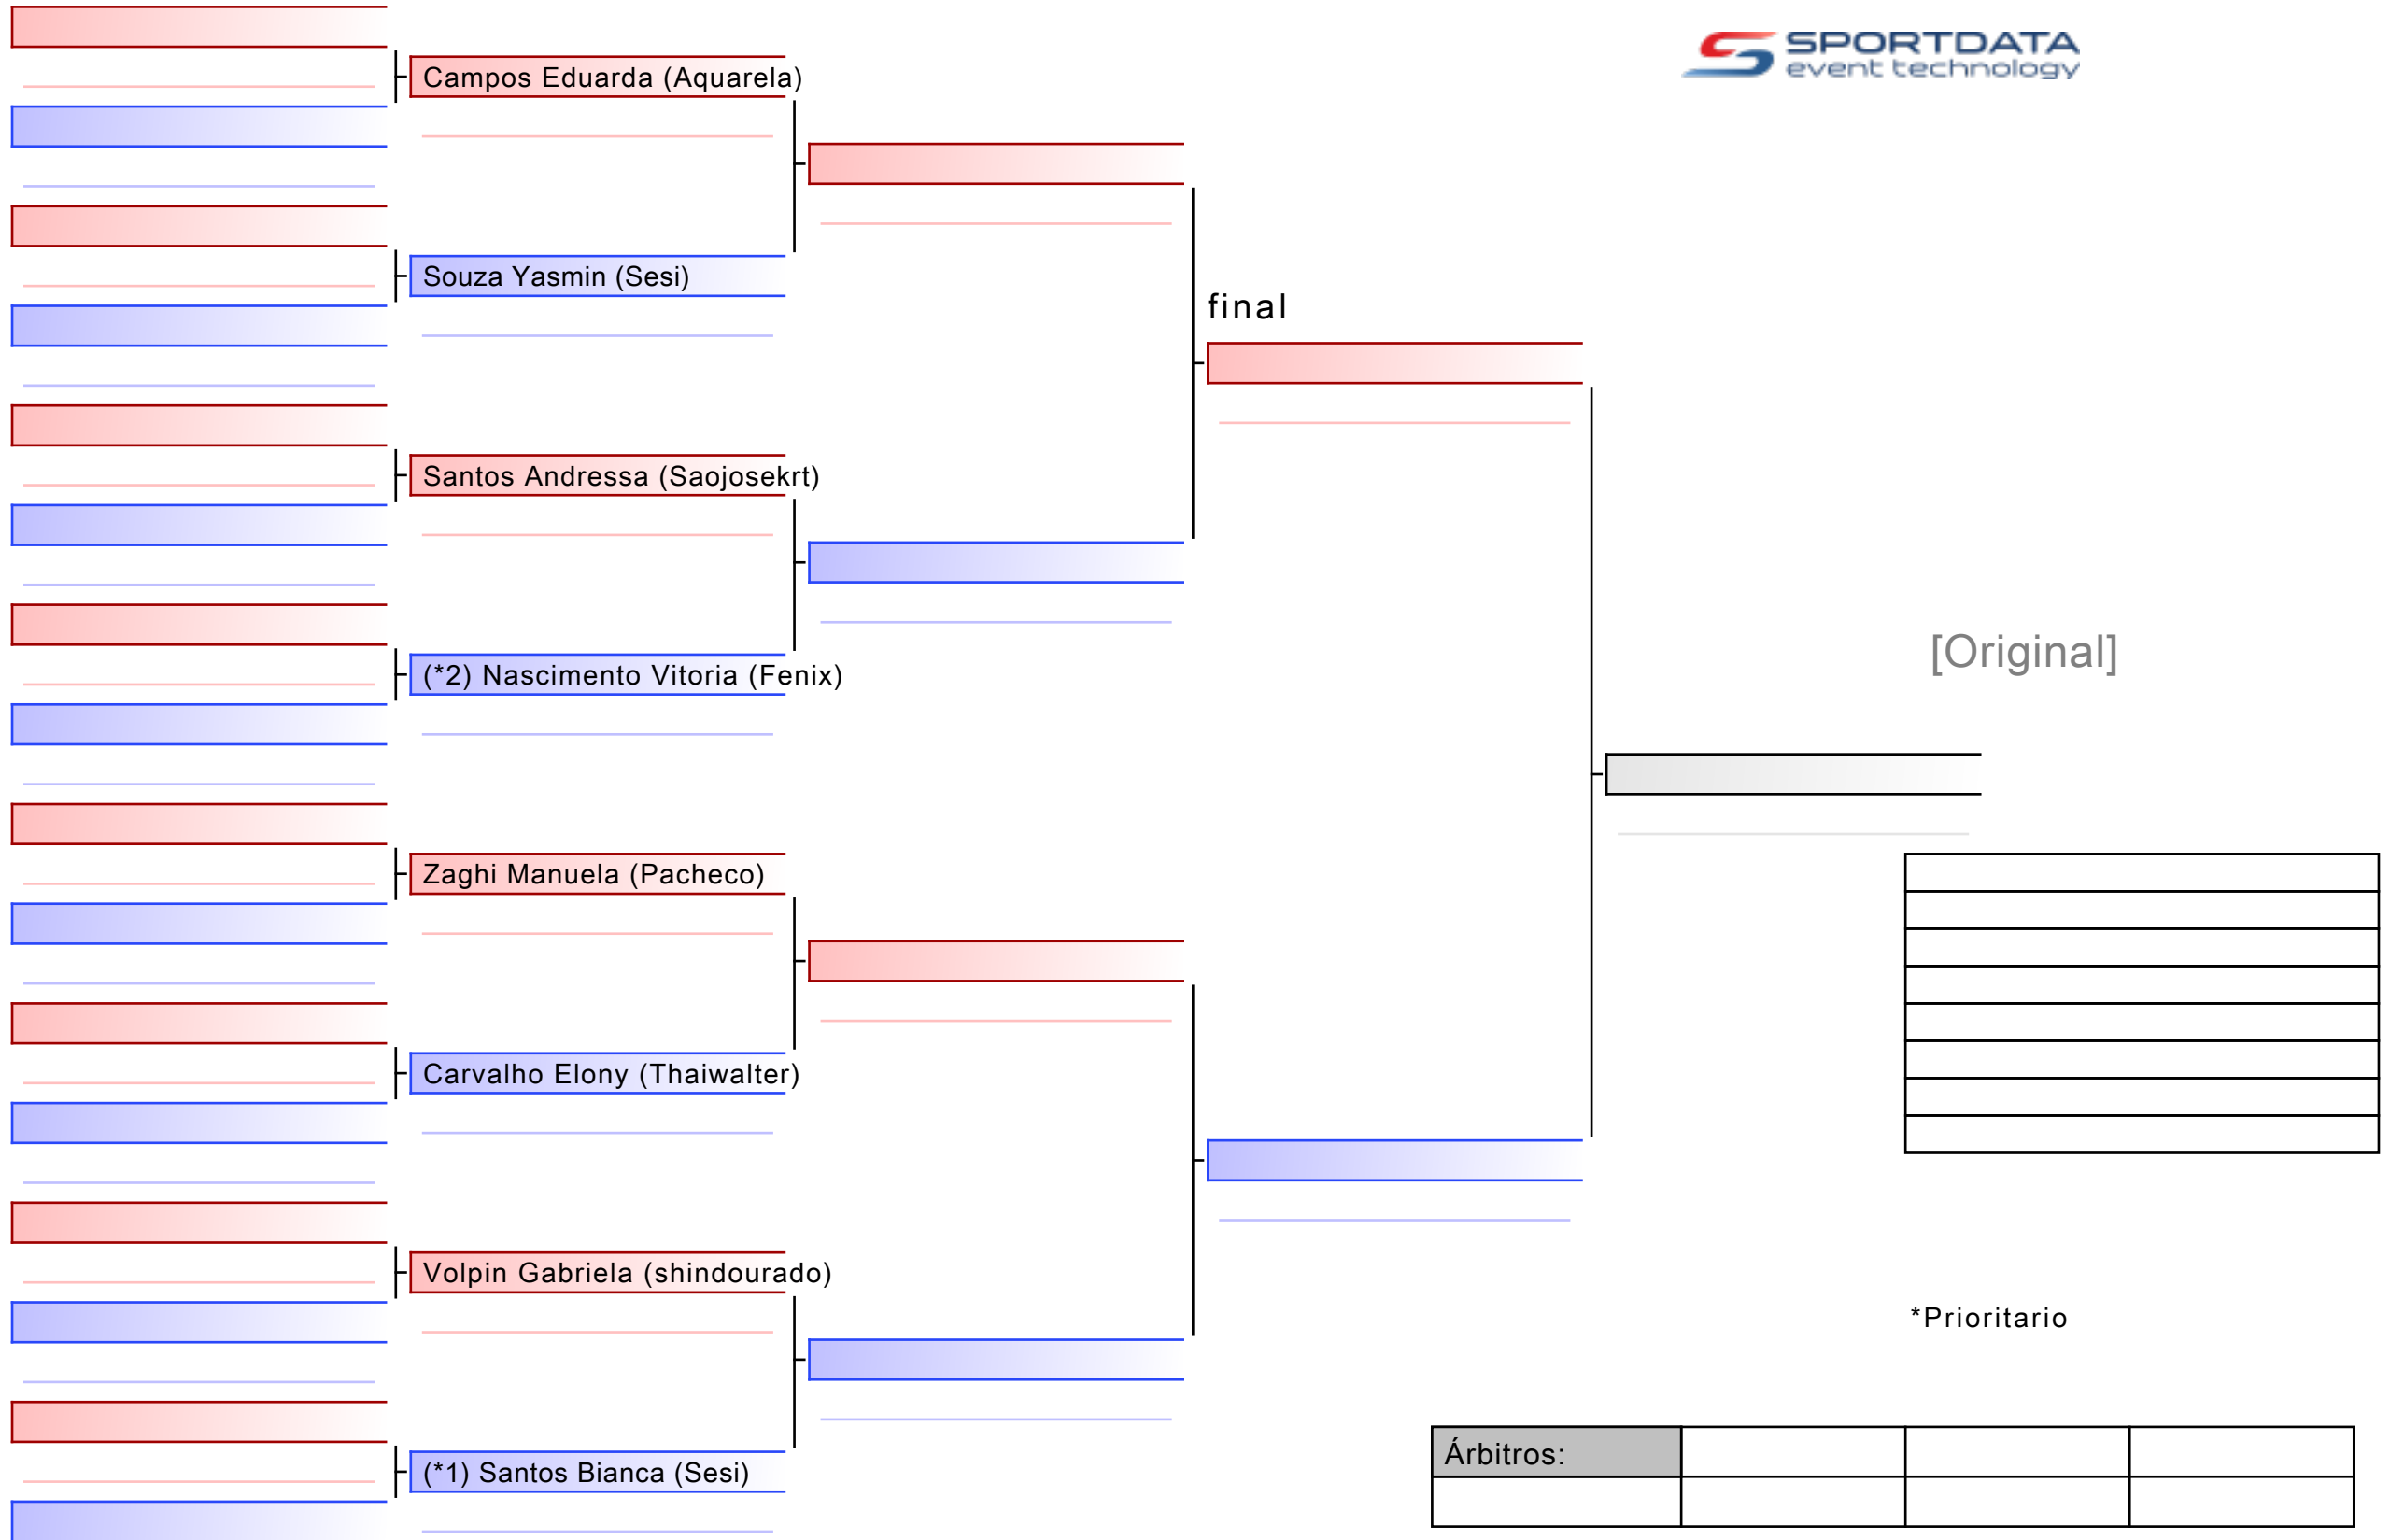 SPORTDATA
event technology
Campos Eduarda (Aquarela)
Souza Yasmin (Sesi)
final
Santos Andressa (Saojosekrt)
[Original]
(*2) Nascimento Vitoria (Fenix)
Zaghi Manuela (Pacheco)
Carvalho Elony (Thaiwalter)
Volpin Gabriela (shindourado)
*Prioritario
Árbitros:
(*1) Santos Bianca (Sesi)